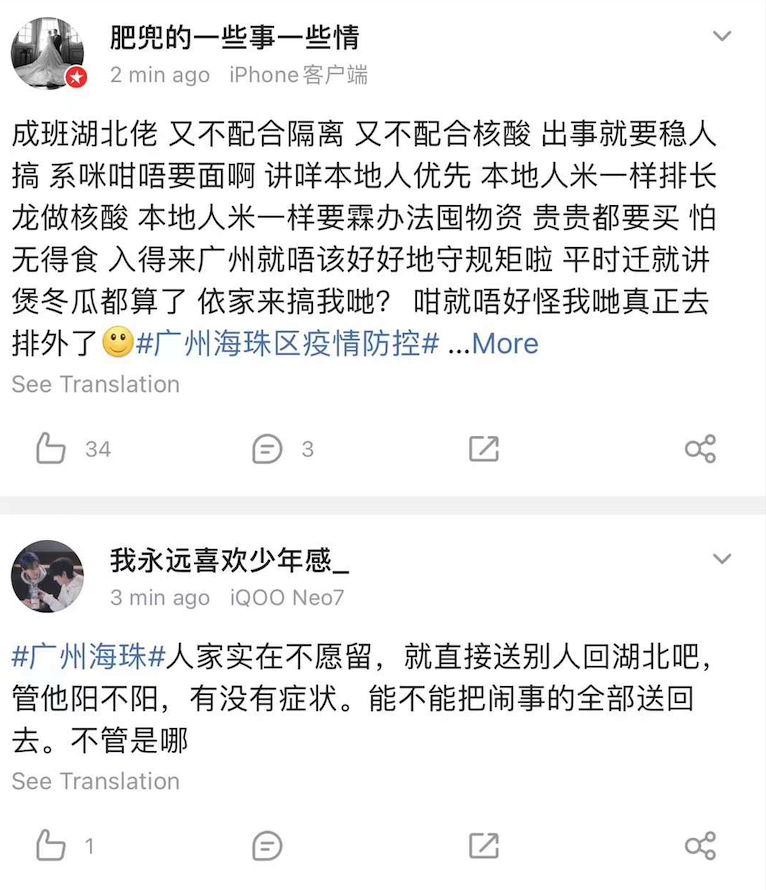 肥兜的一些事一些情
2 min ago iPhone客户端
成班湖北佬 又不配合隔离 又不配合核酸 出事就要稳人
搞 系咪咁唔要面啊 讲咩本地人优先 本地人米一样排长
龙做核酸 本地人米一样要霖办法囤物资 贵贵都要买 怕
无得食 入得来广州就唔该好好地守规矩啦 平时迁就讲
煲冬瓜都算了 依家来搞我哋? 咁就唔好怪我哋真正去
排外了🙂#广州海珠区疫情防控# ...More
See Translation
34 3
我永远喜欢少年感_
3 min ago iQOO Neo7
#广州海珠#人家实在不愿留，就直接送别人回湖北吧，
管他阳不阳，有没有症状。能不能把闹事的全部送回
去。不管是哪
See Translation
1